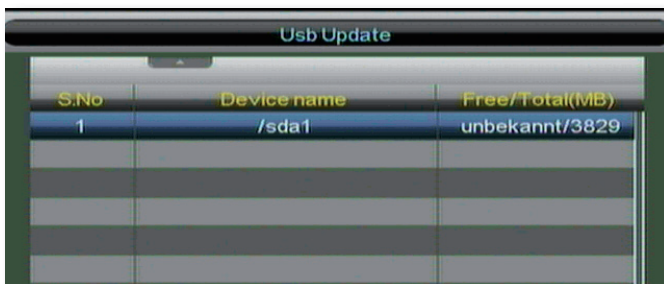 Usb Update
S.No Device name Free/Total(MB)
1 /sda1 unbekannt/3829